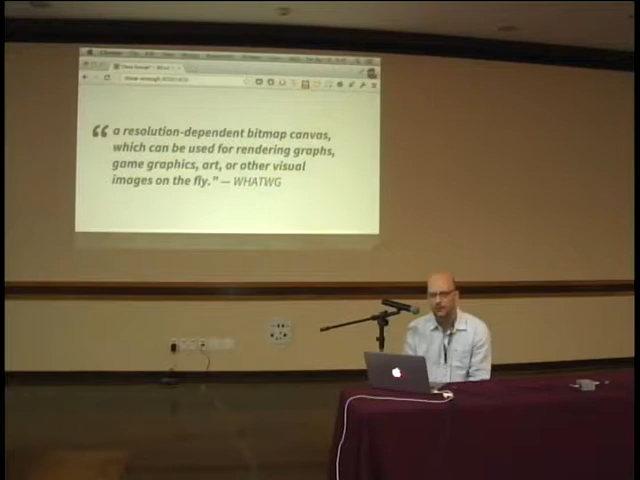 “ a resolution-dependent bitmap canvas,
which can be used for rendering graphs,
game graphics, art, or other visual
images on the fly.” — WHATWG